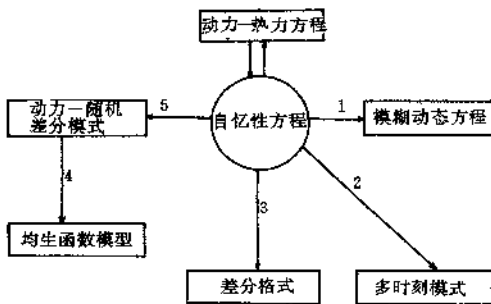 动力—热力方程
动力—随机
差分模式
5
自忆性方程
1
模糊动态方程
4
2
3
均生函数模型
差分格式
多时刻模式